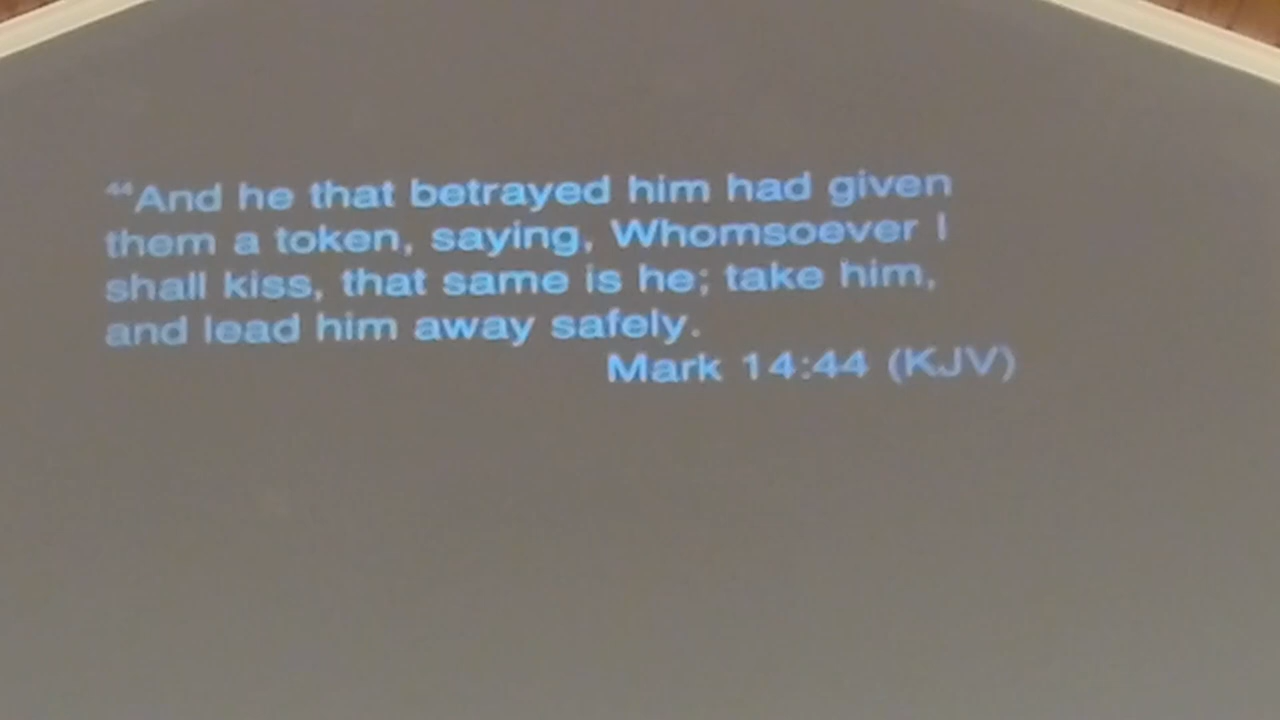 ⁴⁴And he that betrayed him had given
them a token, saying, Whomsoever I
shall kiss, that same is he; take him,
and lead him away safely.
Mark 14:44 (KJV)